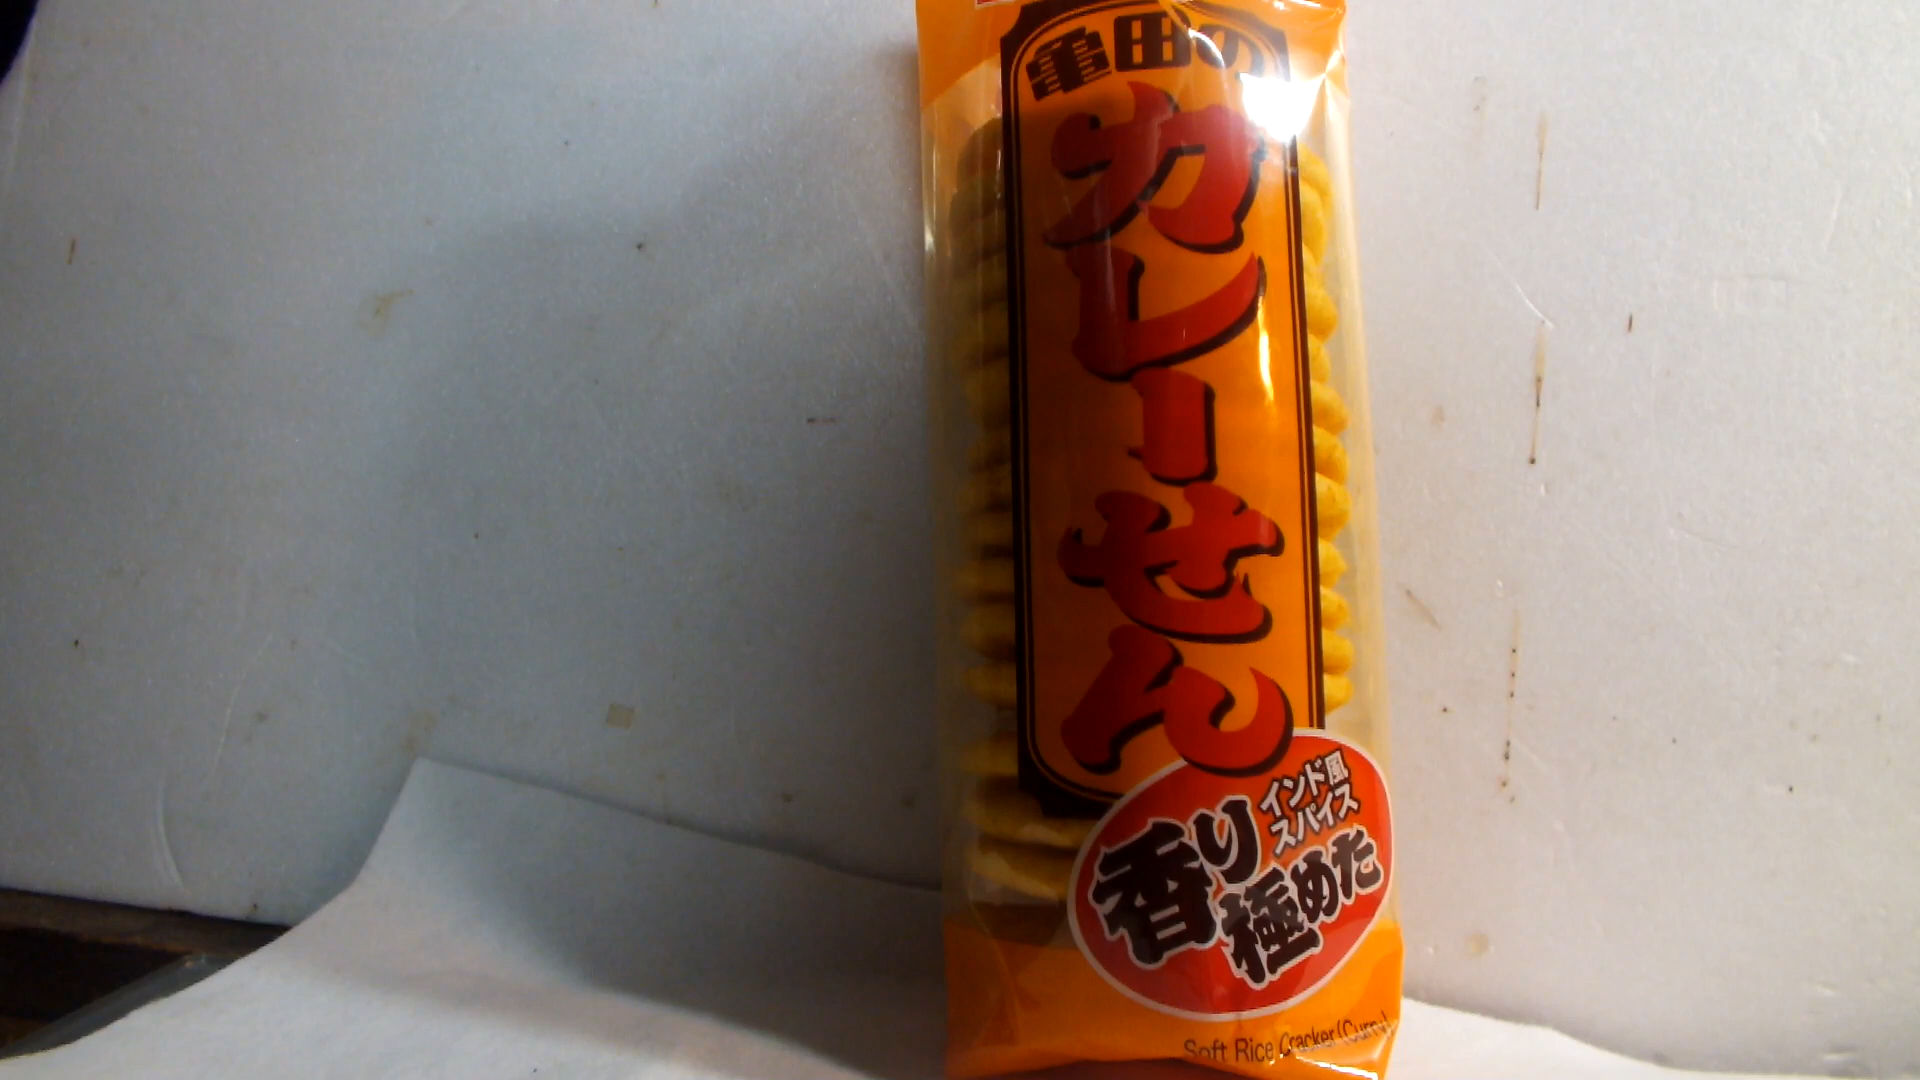 亀田の
カレーせん
インド風
スパイス
香り
極めた
Soft Rice Cracker (Curry)